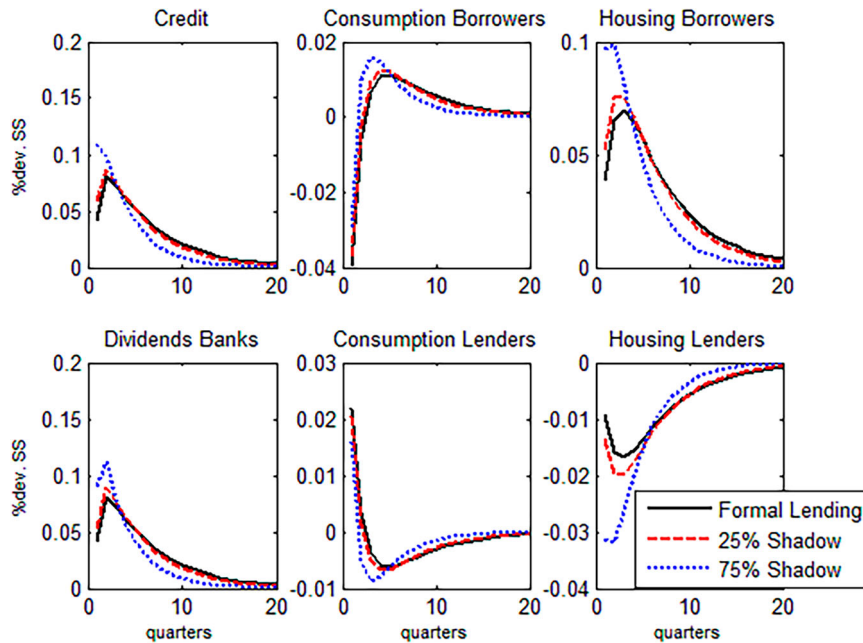 Credit
Consumption Borrowers
Housing Borrowers
%dev. SS
0.2
0.15
0.1
0.05
0
0 10 20
0.02
0
-0.02
-0.04
0 10 20
0.1
0.05
0
0 10 20
Dividends Banks
Consumption Lenders
Housing Lenders
%dev. SS
0.2
0.15
0.1
0.05
0
0 10 20
quarters
0.03
0.02
0.01
0
-0.01
0 10 20
quarters
0
-0.01
-0.02
-0.03
-0.04
0 10 20
quarters
Formal Lending
25% Shadow
75% Shadow